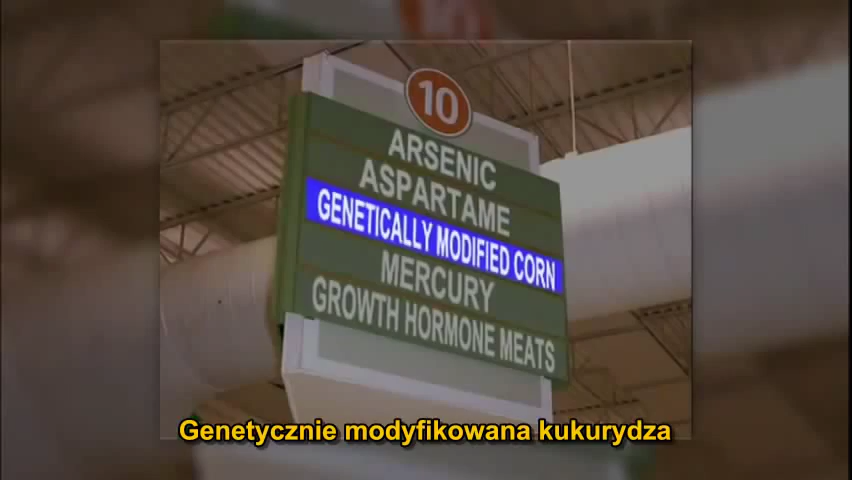 10
ARSENIC
ASPARTAME
GENETICALLY MODIFIED CORN
MERCURY
GROWTH HORMONE MEATS
Genetycznie modyfikowana kukurydza